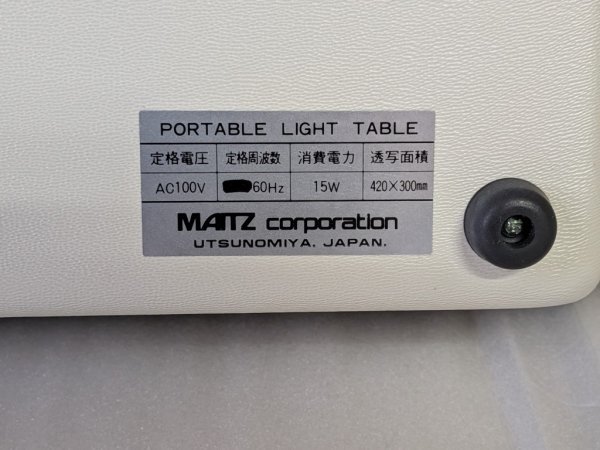 PORTABLE LIGHT TABLE
定格電圧 定格周波数 消費電力 透写面積
AC100V 60Hz 15W 420×300mm
MAITZ corporation
UTSUNOMIYA. JAPAN.